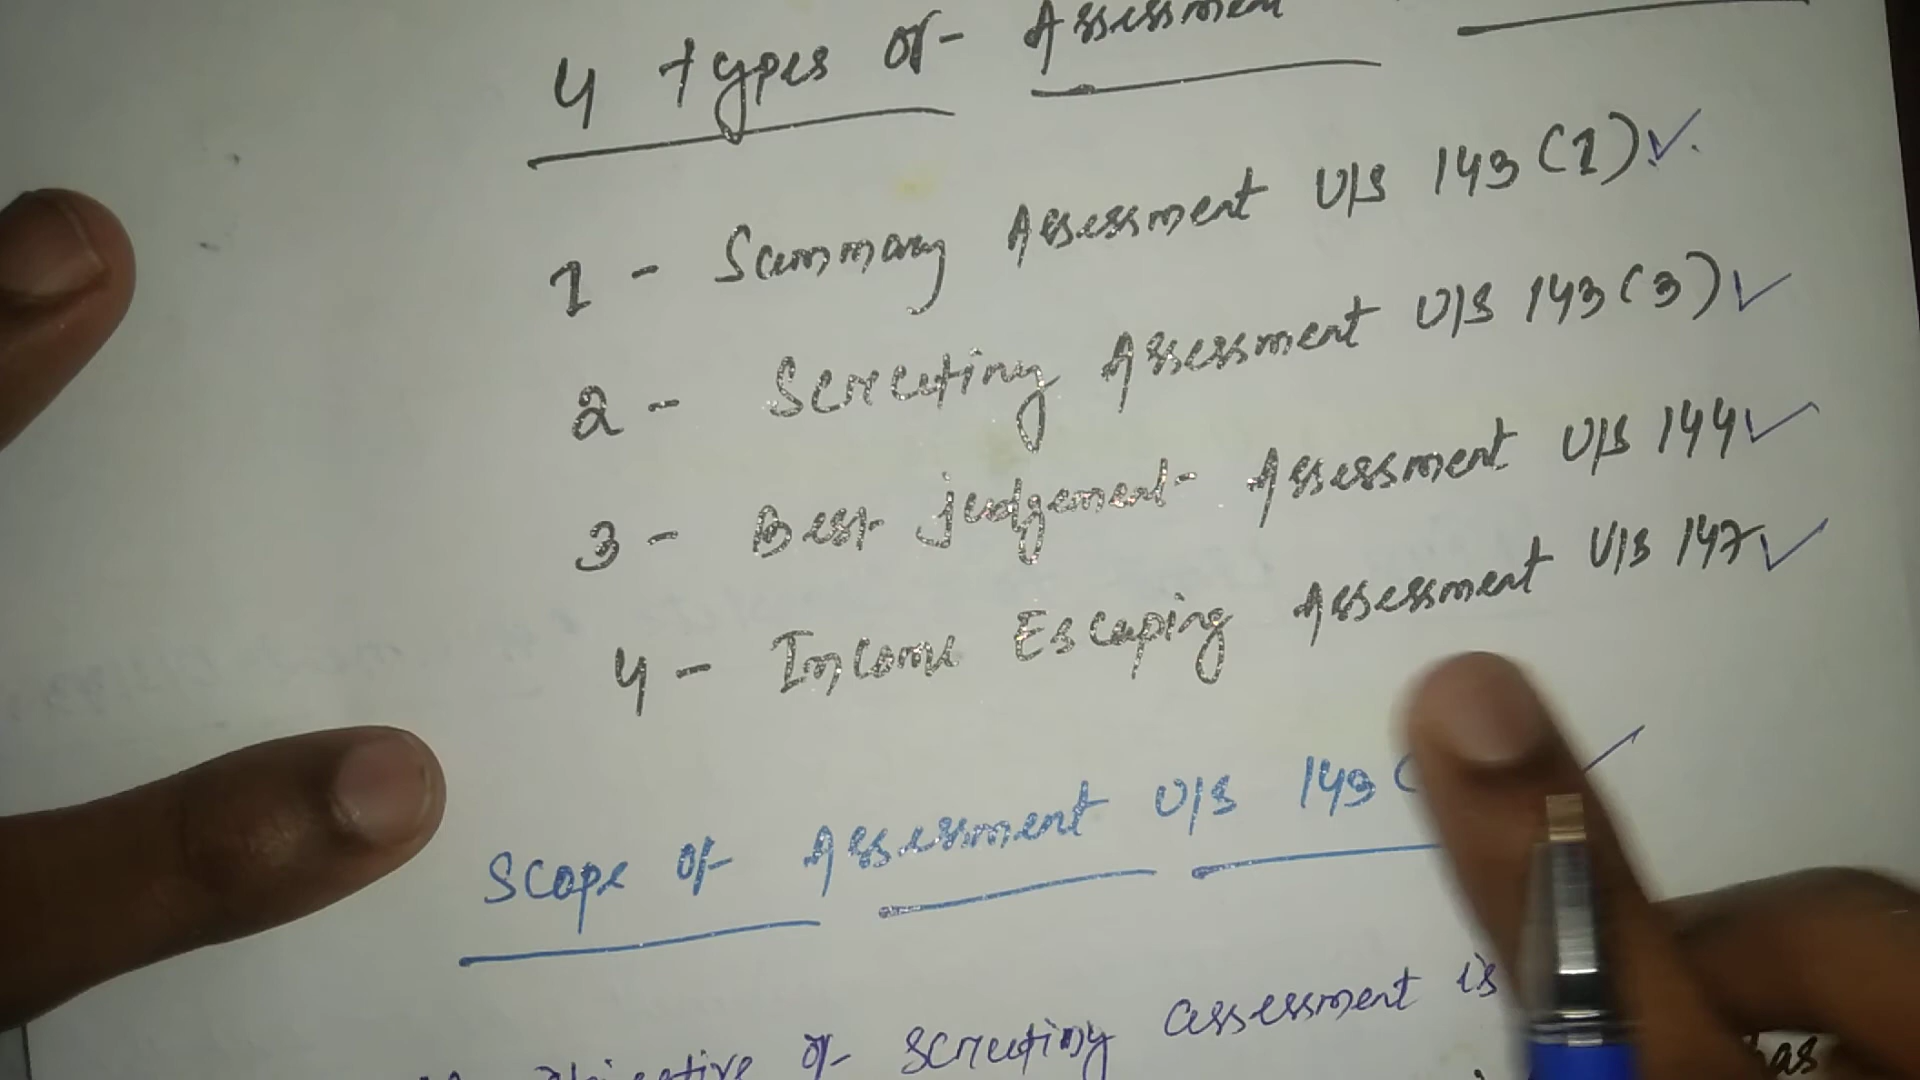 4 types of Assessment
1 - Summary Assessment U/S 143 (1)
2 - Scrutiny Assessment U/S 143 (3)
3 - Best judgement Assessment U/S 144
4 - Income Escaping Assessment U/S 147
Scope of Assessment U/S 143 (
objective of scrutiny assessment is
has